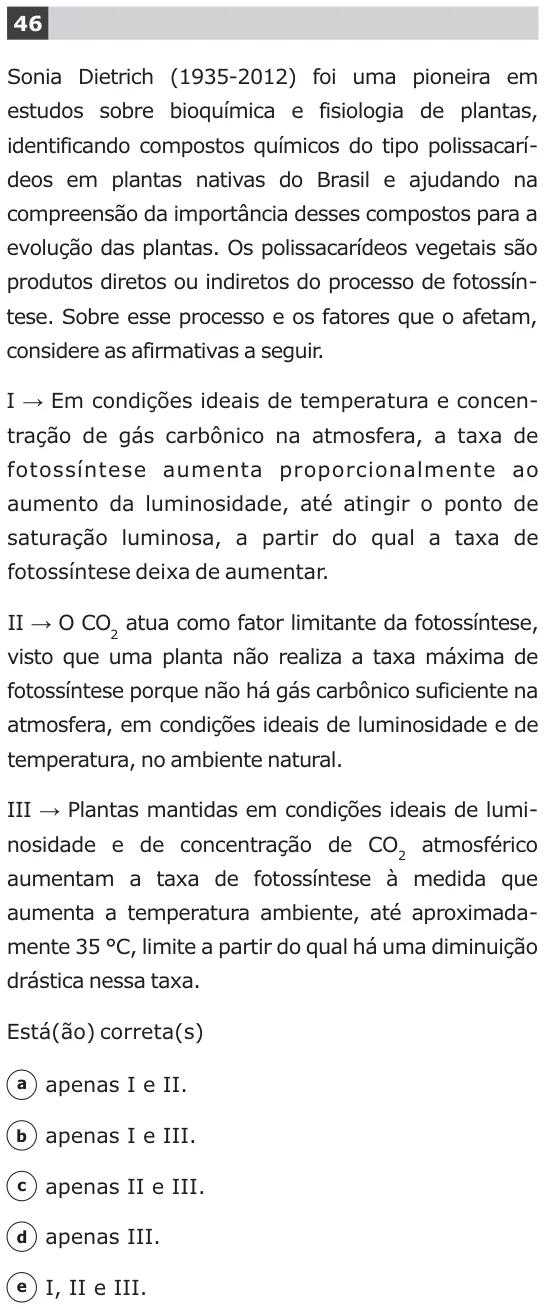 46
Sonia Dietrich (1935-2012) foi uma pioneira em
estudos sobre bioquímica e fisiologia de plantas,
identificando compostos químicos do tipo polissacarí-
deos em plantas nativas do Brasil e ajudando na
compreensão da importância desses compostos para a
evolução das plantas. Os polissacarídeos vegetais são
produtos diretos ou indiretos do processo de fotossín-
tese. Sobre esse processo e os fatores que o afetam,
considere as afirmativas a seguir.
I → Em condições ideais de temperatura e concen-
tração de gás carbônico na atmosfera, a taxa de
fotossíntese aumenta proporcionalmente ao
aumento da luminosidade, até atingir o ponto de
saturação luminosa, a partir do qual a taxa de
fotossíntese deixa de aumentar.
II → O CO₂ atua como fator limitante da fotossíntese,
visto que uma planta não realiza a taxa máxima de
fotossíntese porque não há gás carbônico suficiente na
atmosfera, em condições ideais de luminosidade e de
temperatura, no ambiente natural.
III → Plantas mantidas em condições ideais de lumi-
nosidade e de concentração de CO₂ atmosférico
aumentam a taxa de fotossíntese à medida que
aumenta a temperatura ambiente, até aproximada-
mente 35 °C, limite a partir do qual há uma diminuição
drástica nessa taxa.
Está(ão) correta(s)
a apenas I e II.
b apenas I e III.
c apenas II e III.
d apenas III.
e I, II e III.